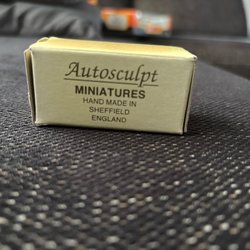 Autosculpt
MINIATURES
HAND MADE IN
SHEFFIELD
ENGLAND